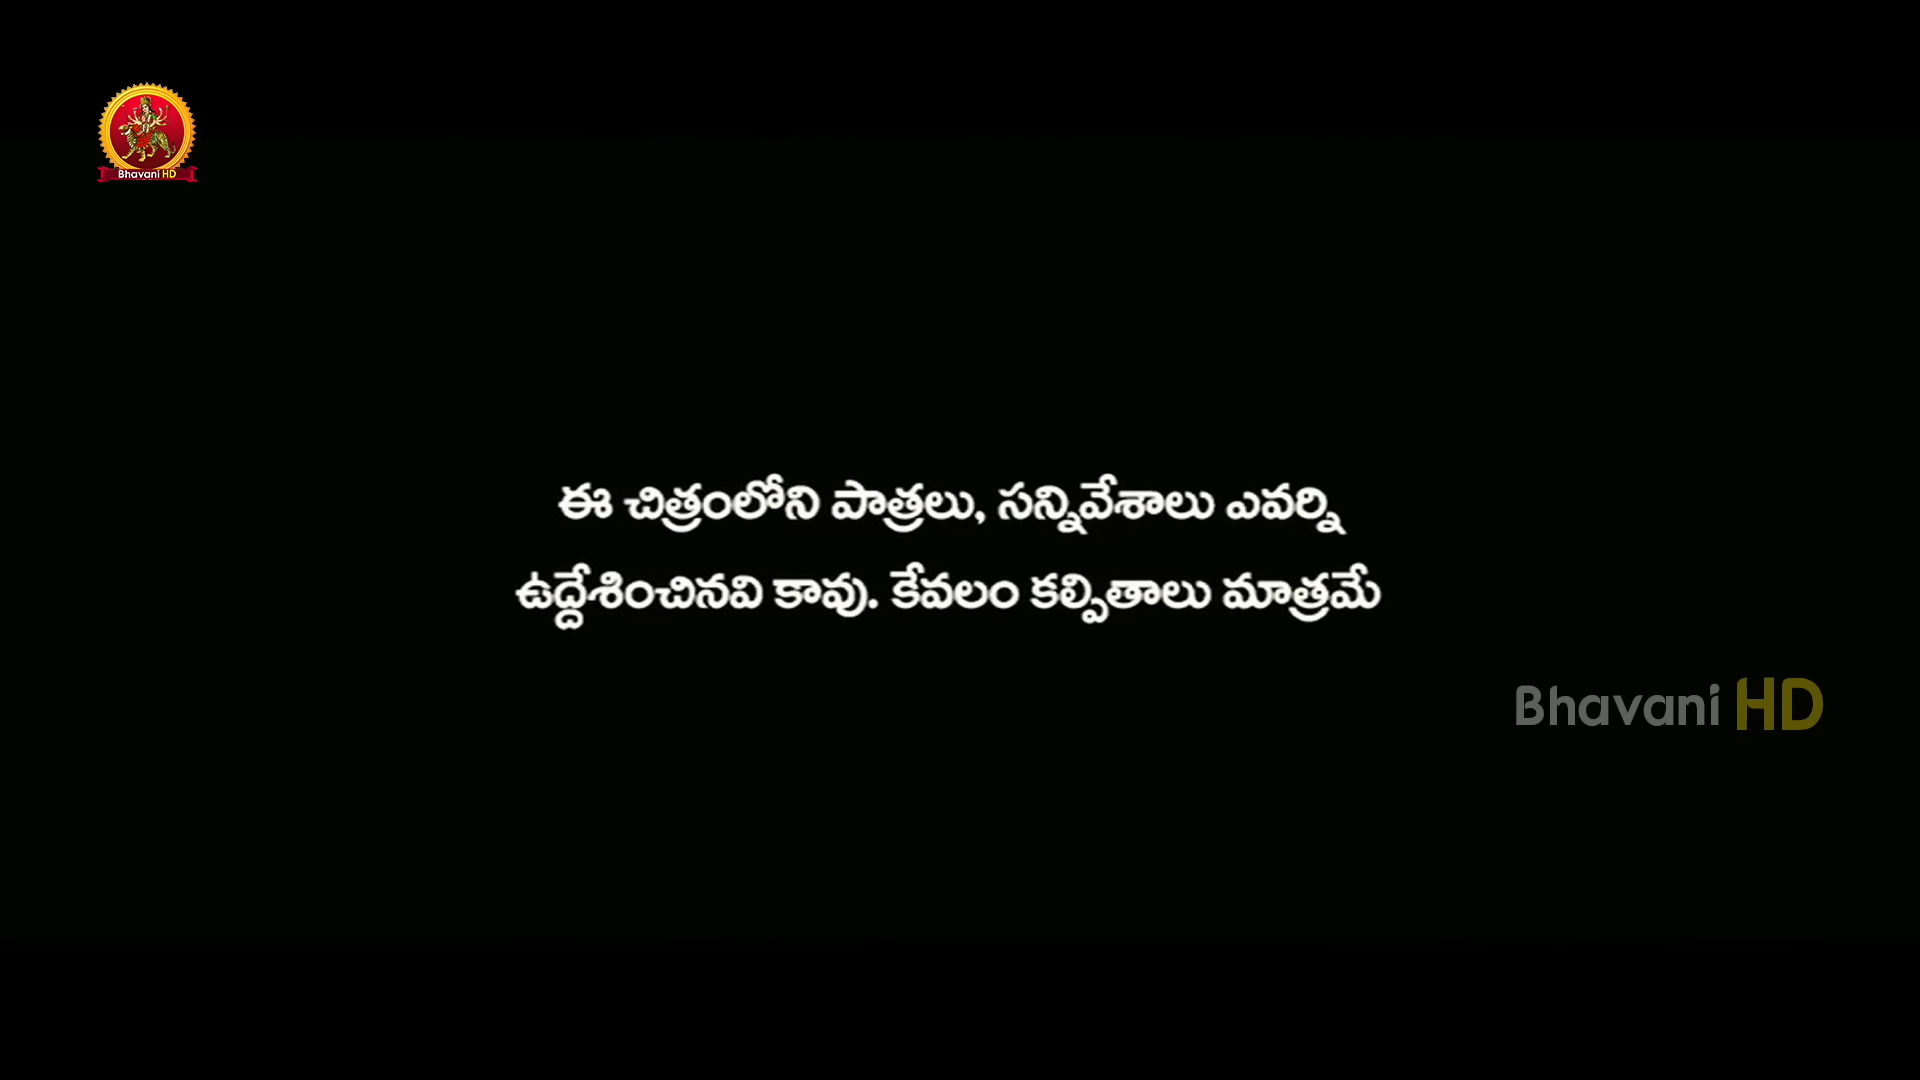 Bhavani HD
ఈ చిత్రంలోని పాత్రలు, సన్నివేశాలు ఎవర్ని
ఉద్దేశించినవి కావు. కేవలం కల్పితాలు మాత్రమే
Bhavani HD